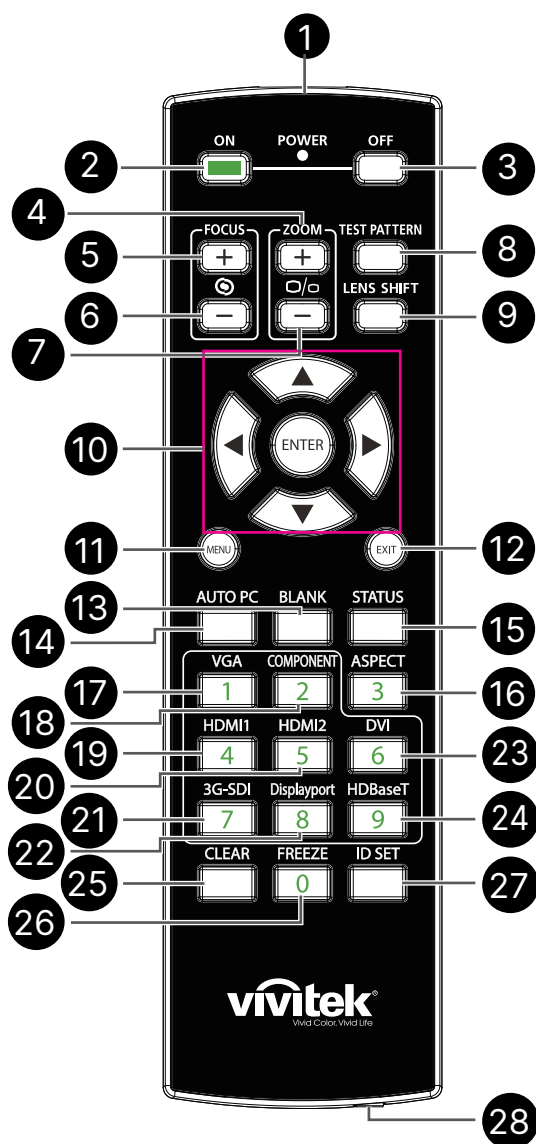 1
ON POWER OFF
2 3
4
FOCUS ZOOM TEST PATTERN
5 + + 8
LENS SHIFT
6 − − 9
7
10 ENTER
11 MENU EXIT 12
13
AUTO PC BLANK STATUS
14 15
VGA COMPONENT ASPECT
17 1 2 3 16
18
HDMI1 HDMI2 DVI
19 4 5 6 23
20
3G-SDI Displayport HDBaseT
21 7 8 9 24
22
CLEAR FREEZE ID SET
25 0 27
26
vivitek®
Vivid Color, Vivid Life
28